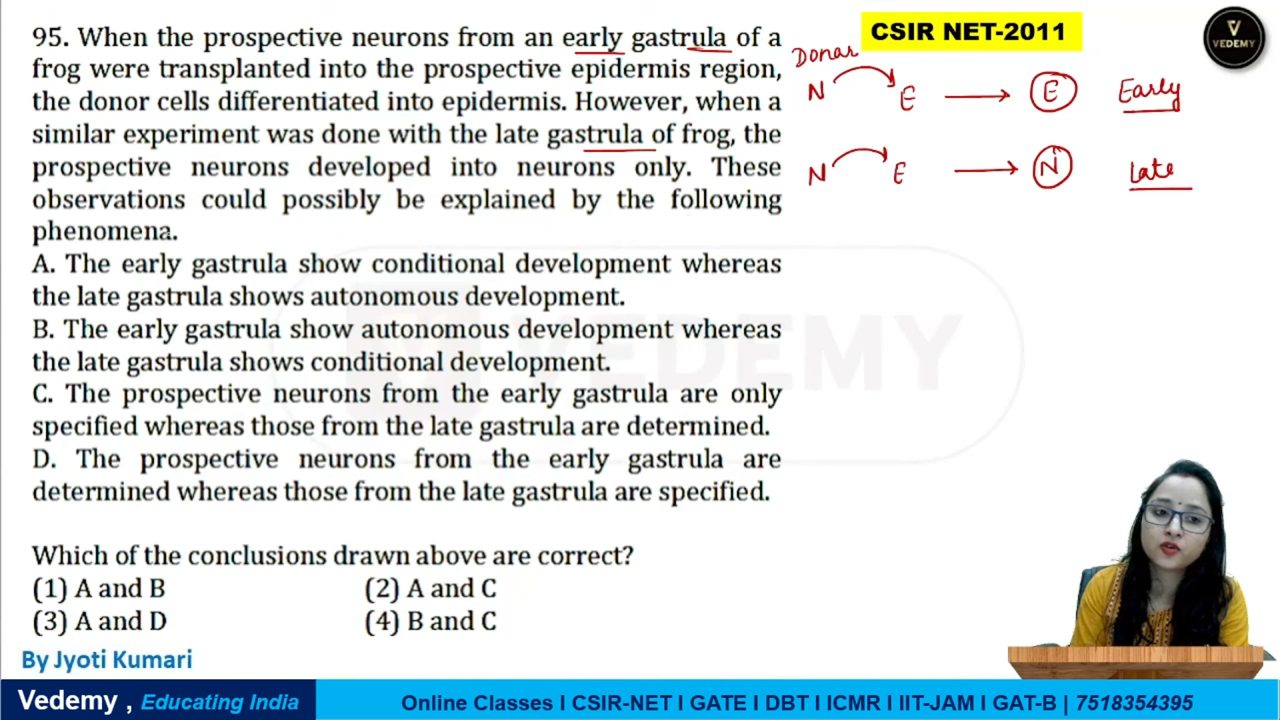 CSIR NET-2011
VEDEMY
95. When the prospective neurons from an early gastrula of a
frog were transplanted into the prospective epidermis region,
the donor cells differentiated into epidermis. However, when a
similar experiment was done with the late gastrula of frog, the
prospective neurons developed into neurons only. These
observations could possibly be explained by the following
phenomena.
A. The early gastrula show conditional development whereas
the late gastrula shows autonomous development.
B. The early gastrula show autonomous development whereas
the late gastrula shows conditional development.
C. The prospective neurons from the early gastrula are only
specified whereas those from the late gastrula are determined.
D. The prospective neurons from the early gastrula are
determined whereas those from the late gastrula are specified.
Which of the conclusions drawn above are correct?
(1) A and B (2) A and C
(3) A and D (4) B and C
Donar
N E → E Early
N E → N late
VEDEMY
By Jyoti Kumari
Vedemy , Educating India
Online Classes I CSIR-NET I GATE I DBT I ICMR I IIT-JAM I GAT-B | 7518354395